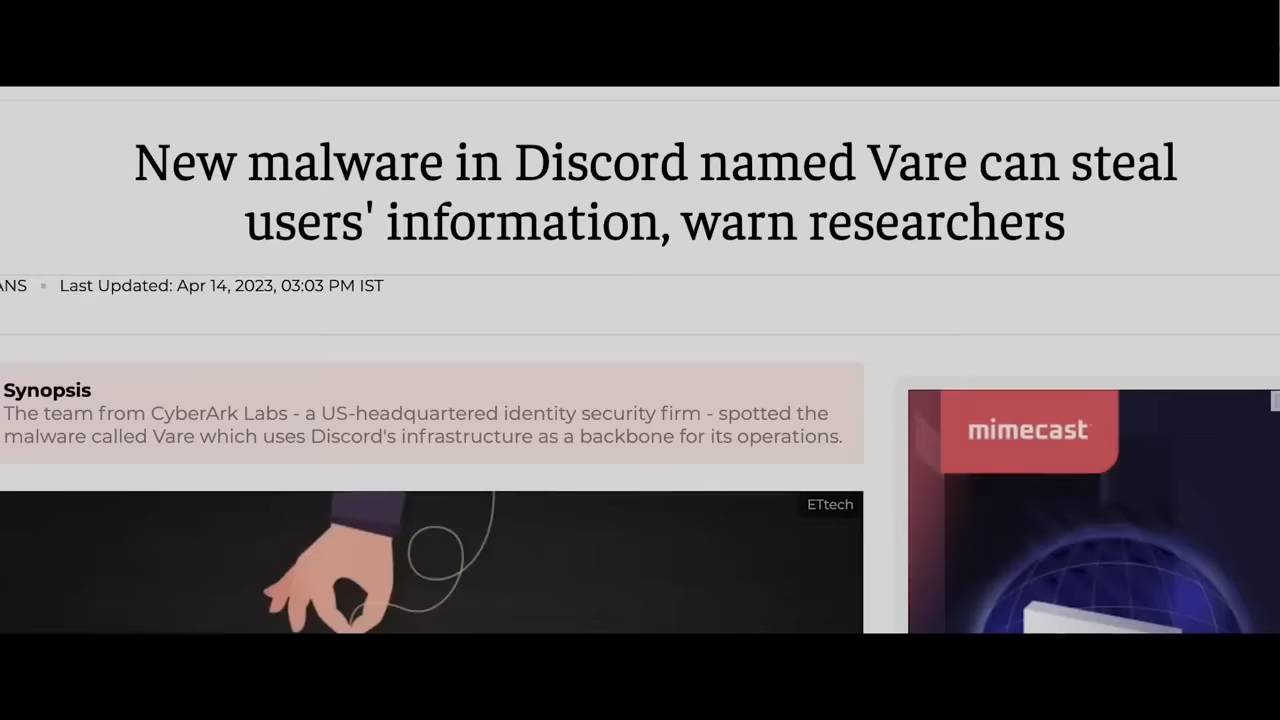 New malware in Discord named Vare can steal
users' information, warn researchers
ANS • Last Updated: Apr 14, 2023, 03:03 PM IST
Synopsis
The team from CyberArk Labs - a US-headquartered identity security firm - spotted the
malware called Vare which uses Discord's infrastructure as a backbone for its operations.
mimecast
ETtech